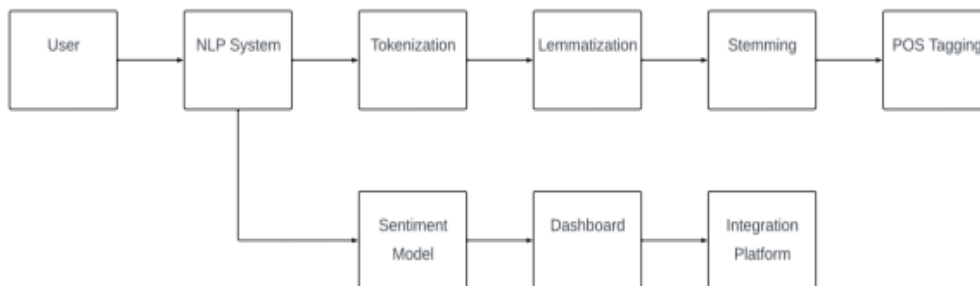 User
NLP System
Tokenization
Lemmatization
Stemming
POS Tagging
Sentiment
Model
Dashboard
Integration
Platform